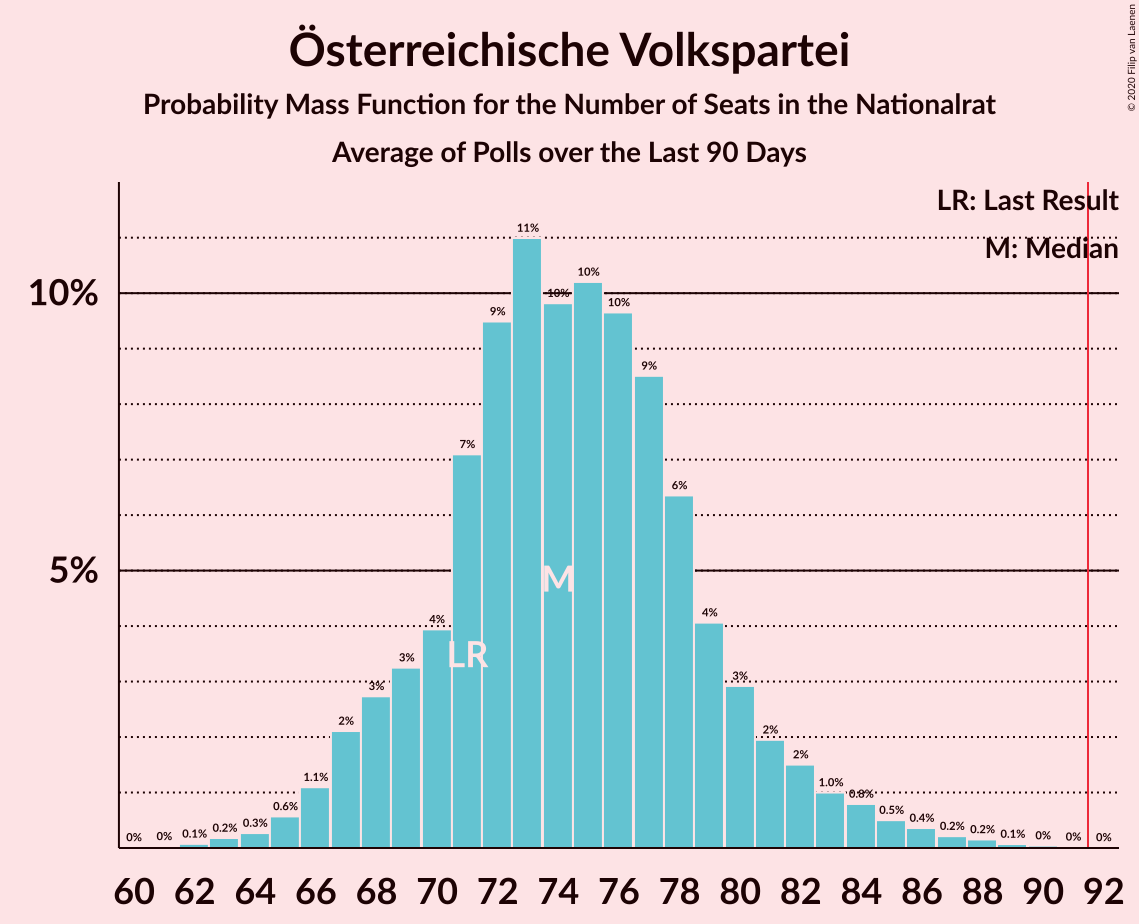 Österreichische Volkspartei
Probability Mass Function for the Number of Seats in the Nationalrat
Average of Polls over the Last 90 Days
© 2020 Filip van Laenen
LR: Last Result
M: Median
10%
5%
0% 0% 0.1% 0.2% 0.3% 0.6% 1.1% 2% 3% 3% 4% 7% 9% 11% 10% 10% 10% 9% 6% 4% 3% 2% 2% 1.0% 0.8% 0.5% 0.4% 0.2% 0.2% 0.1% 0% 0% 0%
LR
M
60 62 64 66 68 70 72 74 76 78 80 82 84 86 88 90 92